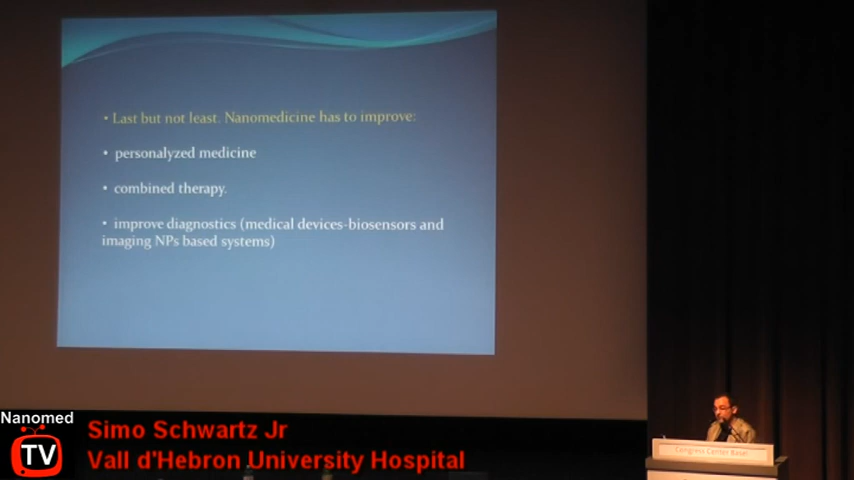 • Last but not least. Nanomedicine has to improve:
• personalyzed medicine
• combined therapy.
• improve diagnostics (medical devices-biosensors and
imaging NPs based systems)
Nanomed
TV
Simo Schwartz Jr
Vall d'Hebron University Hospital
Congress Center Basel